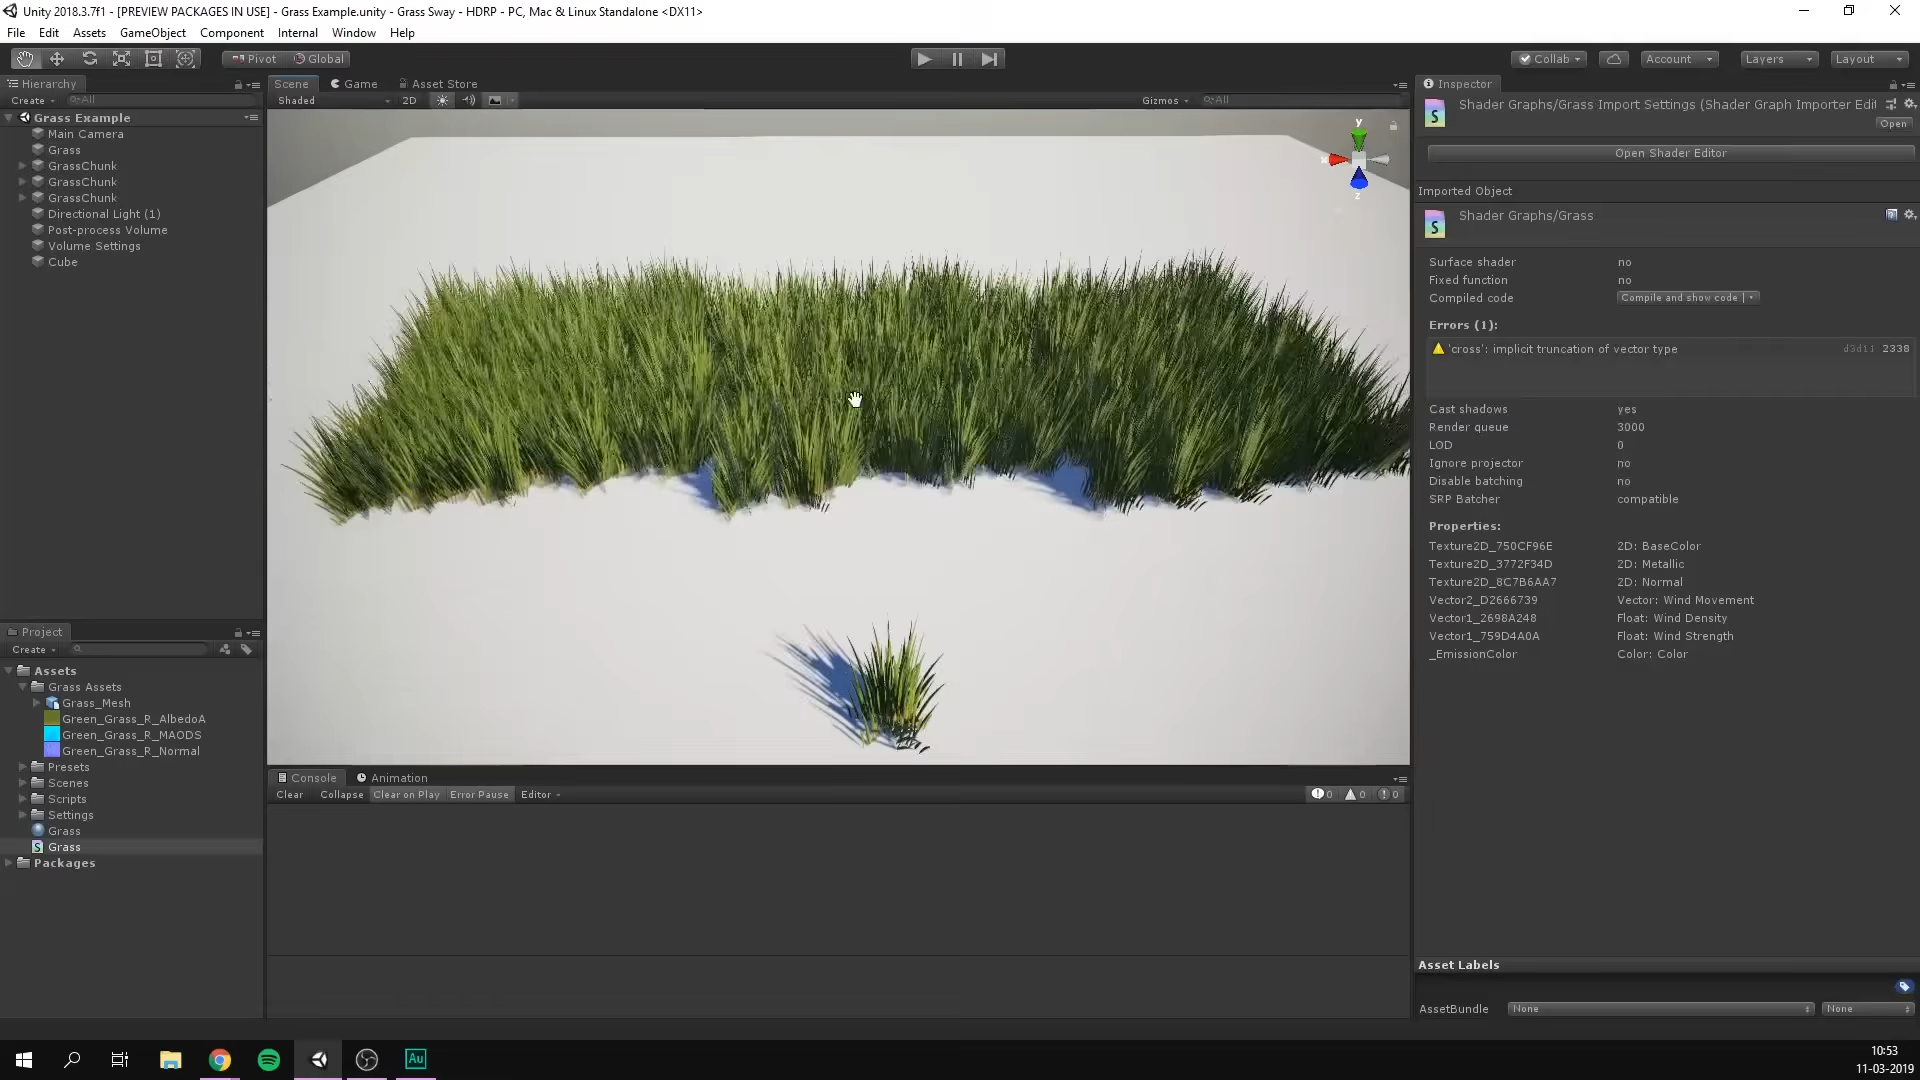 Unity 2018.3.7f1 - [PREVIEW PACKAGES IN USE] - Grass Example.unity - Grass Sway - HDRP - PC, Mac & Linux Standalone <DX11>
File Edit Assets GameObject Component Internal Window Help
Pivot Global Collab Account Layers Layout
Hierarchy
Create All
Grass Example
Main Camera
Grass
GrassChunk
GrassChunk
GrassChunk
Directional Light (1)
Post-process Volume
Volume Settings
Cube
Scene Game Asset Store
Shaded 2D Gizmos All
y
x
z
Project
Create
Assets
Grass Assets
Grass_Mesh
Green_Grass_R_AlbedoA
Green_Grass_R_MAODS
Green_Grass_R_Normal
Presets
Scenes
Scripts
Settings
Grass
S Grass
Packages
Console Animation
Clear Collapse Clear on Play Error Pause Editor 0 0 0
Inspector
S Shader Graphs/Grass Import Settings (Shader Graph Importer Edi
Open
Open Shader Editor
Imported Object
S Shader Graphs/Grass
Surface shader no
Fixed function no
Compiled code Compile and show code
Errors (1):
'cross': implicit truncation of vector type d3d11 2338
Cast shadows yes
Render queue 3000
LOD 0
Ignore projector no
Disable batching no
SRP Batcher compatible
Properties:
Texture2D_750CF96E 2D: BaseColor
Texture2D_3772F34D 2D: Metallic
Texture2D_8C7B6AA7 2D: Normal
Vector2_D2666739 Vector: Wind Movement
Vector1_2698A248 Float: Wind Density
Vector1_759D4A0A Float: Wind Strength
_EmissionColor Color: Color
Asset Labels
AssetBundle None None
Au
10:53
11-03-2019